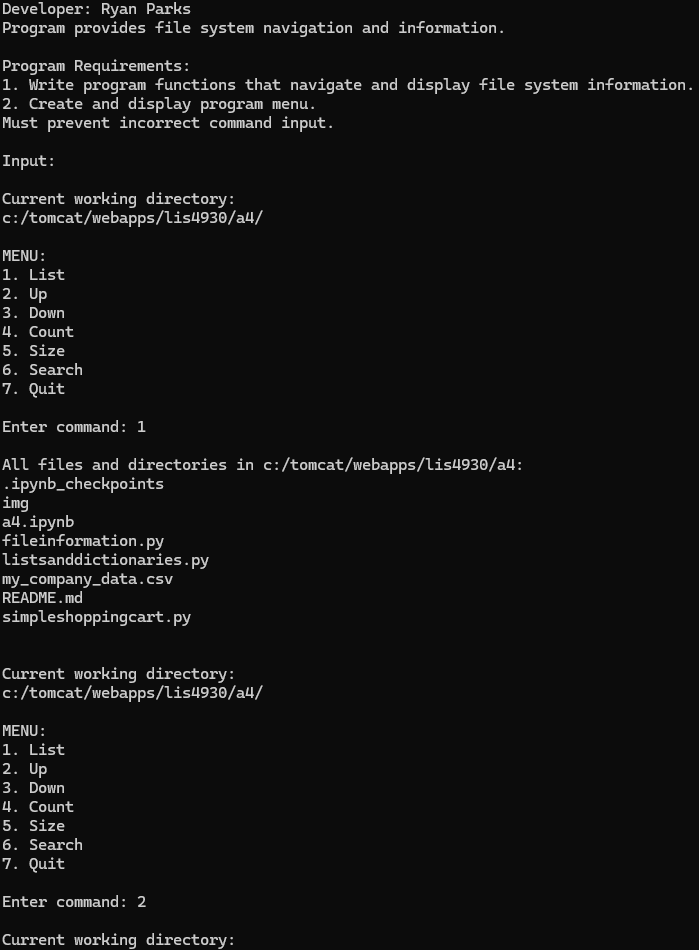 Developer: Ryan Parks
Program provides file system navigation and information.
Program Requirements:
1. Write program functions that navigate and display file system information.
2. Create and display program menu.
Must prevent incorrect command input.
Input:
Current working directory:
c:/tomcat/webapps/lis4930/a4/
MENU:
1. List
2. Up
3. Down
4. Count
5. Size
6. Search
7. Quit
Enter command: 1
All files and directories in c:/tomcat/webapps/lis4930/a4:
.ipynb_checkpoints
img
a4.ipynb
fileinformation.py
listsanddictionaries.py
my_company_data.csv
README.md
simpleshoppingcart.py
Current working directory:
c:/tomcat/webapps/lis4930/a4/
MENU:
1. List
2. Up
3. Down
4. Count
5. Size
6. Search
7. Quit
Enter command: 2
Current working directory: